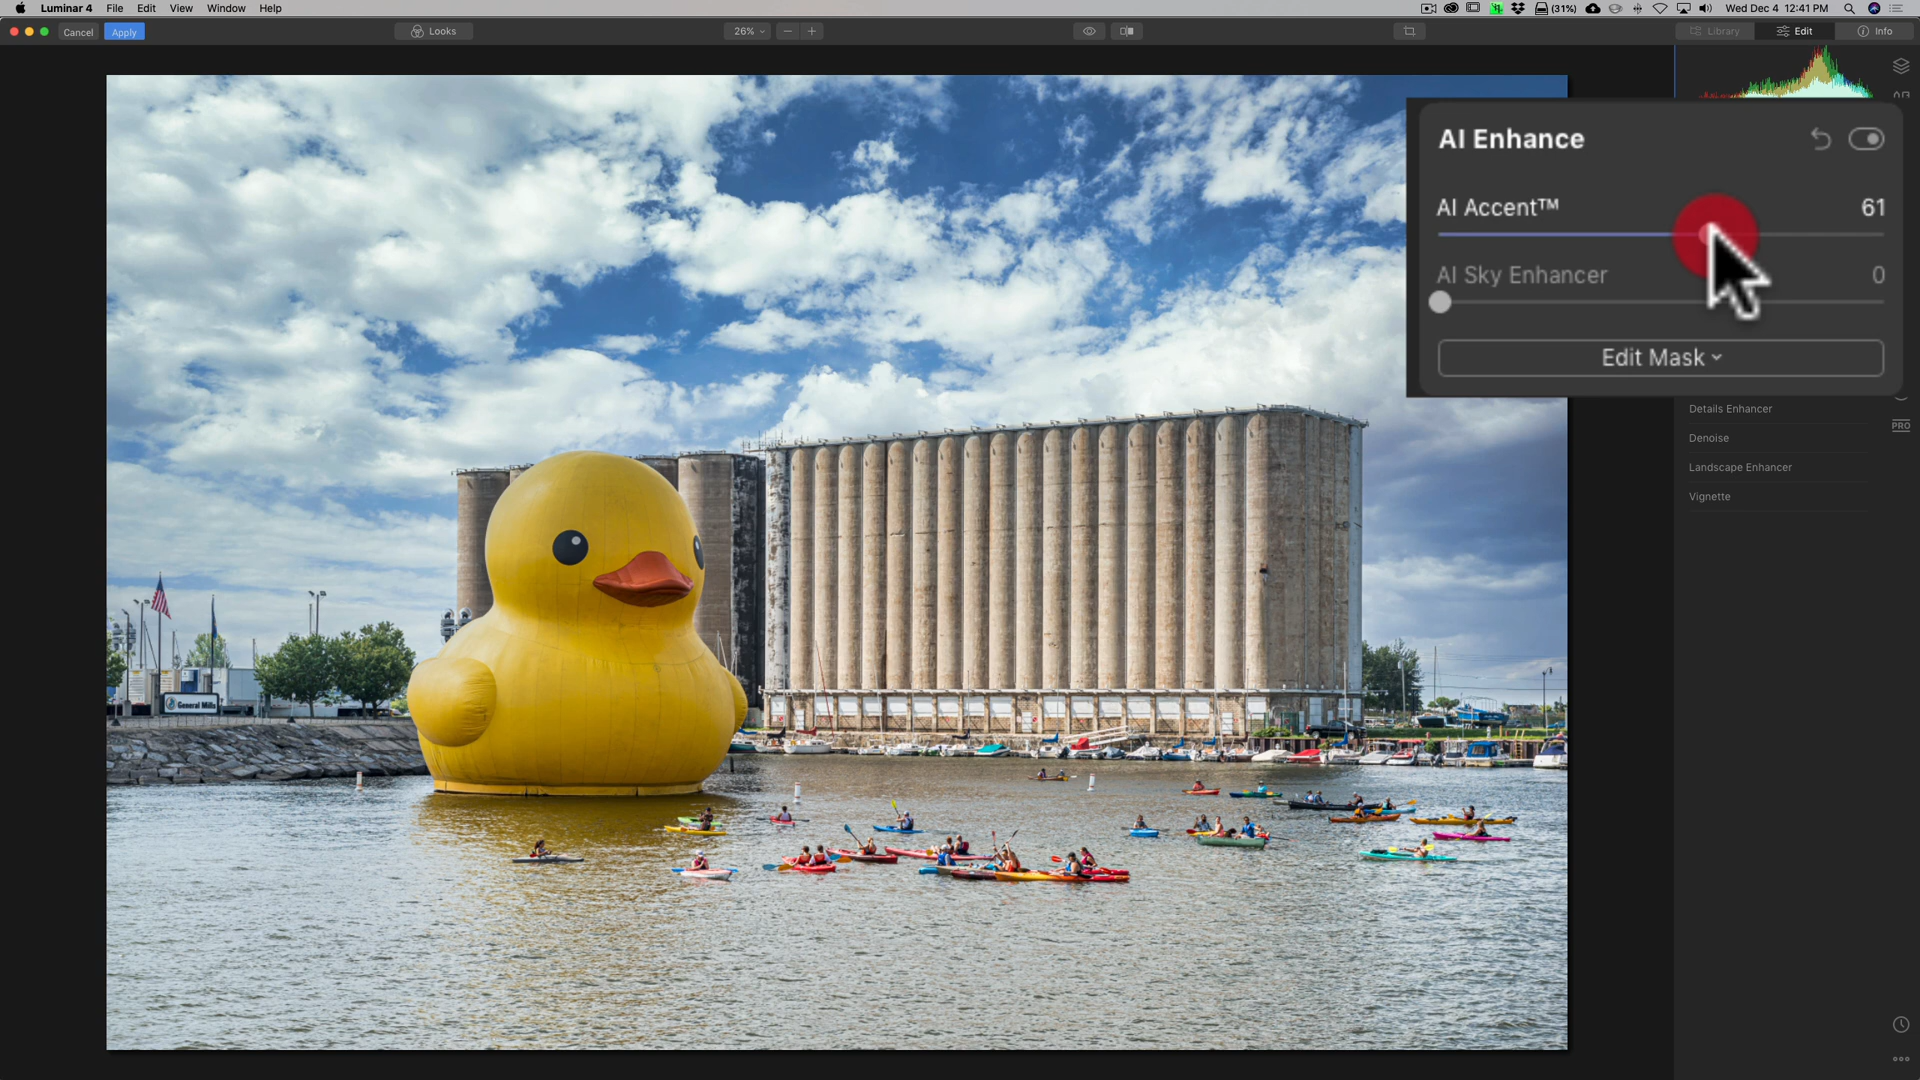 Luminar 4 File Edit View Window Help (31%) Wed Dec 4 12:41 PM
Cancel Apply Looks 26% Library Edit Info
AI Enhance
AI Accent™ 61
AI Sky Enhancer 0
Edit Mask
Details Enhancer
PRO
Denoise
Landscape Enhancer
Vignette
General Mills